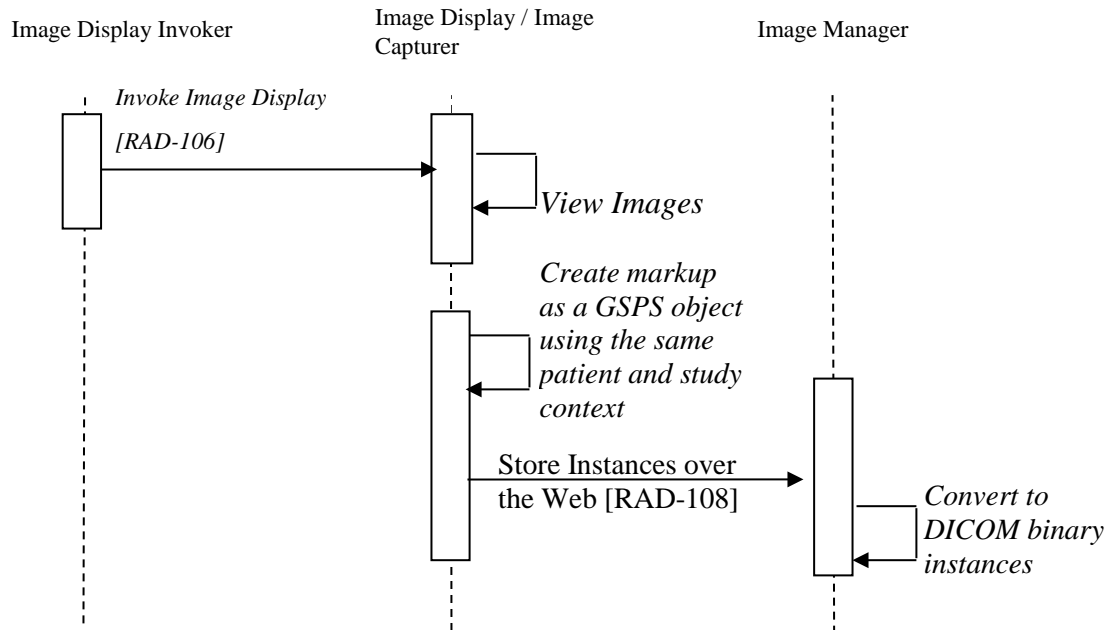 Image Display Invoker
Image Display / Image
Capturer
Image Manager
Invoke Image Display
[RAD-106]
View Images
Create markup
as a GSPS object
using the same
patient and study
context
Store Instances over
the Web [RAD-108]
Convert to
DICOM binary
instances